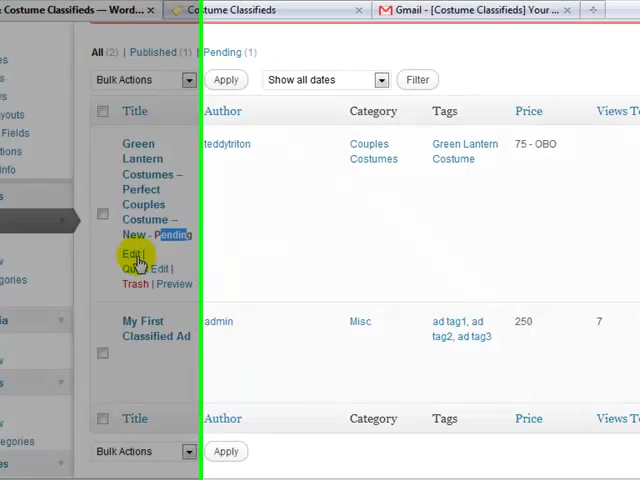 Costume Classifieds — Word...
Costume Classifieds
Gmail - [Costume Classifieds] Your ...
All (2) | Published (1) | Pending (1)
Bulk Actions
Apply
Show all dates
Filter
Title
Author
Category
Tags
Price
Views To
Green
Lantern
Costumes –
Perfect
Couples
Costume –
New - Pending
Edit |
Quick Edit |
Trash | Preview
teddytriton
Couples
Costumes
Green Lantern
Costume
75 - OBO
My First
Classified Ad
admin
Misc
ad tag1, ad
tag2, ad tag3
250
7
Title
Author
Category
Tags
Price
Views To
Bulk Actions
Apply
Fields
info